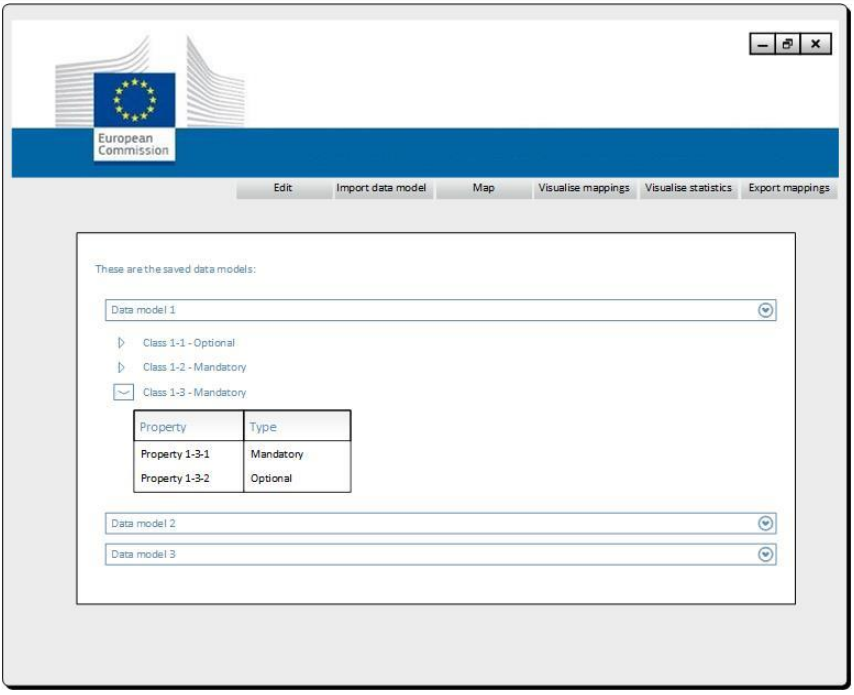 European
Commission
Edit Import data model Map Visualise mappings Visualise statistics Export mappings
These are the saved data models:
Data model 1
Class 1-1 - Optional
Class 1-2 - Mandatory
Class 1-3 - Mandatory
Property Type
Property 1-3-1 Mandatory
Property 1-3-2 Optional
Data model 2
Data model 3